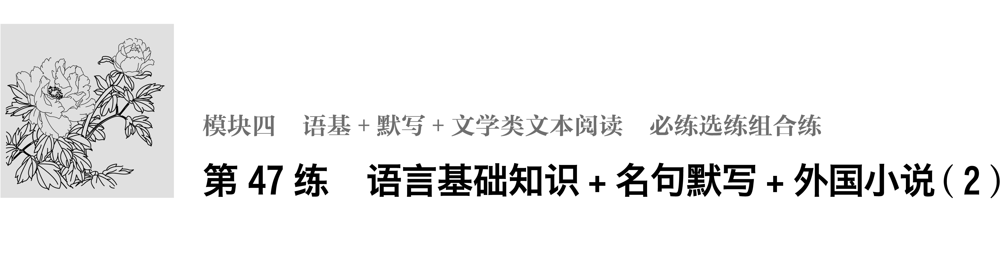 模块四　语基+默写+文学类文本阅读　必练选练组合练
第47练　语言基础知识+名句默写+外国小说(2)